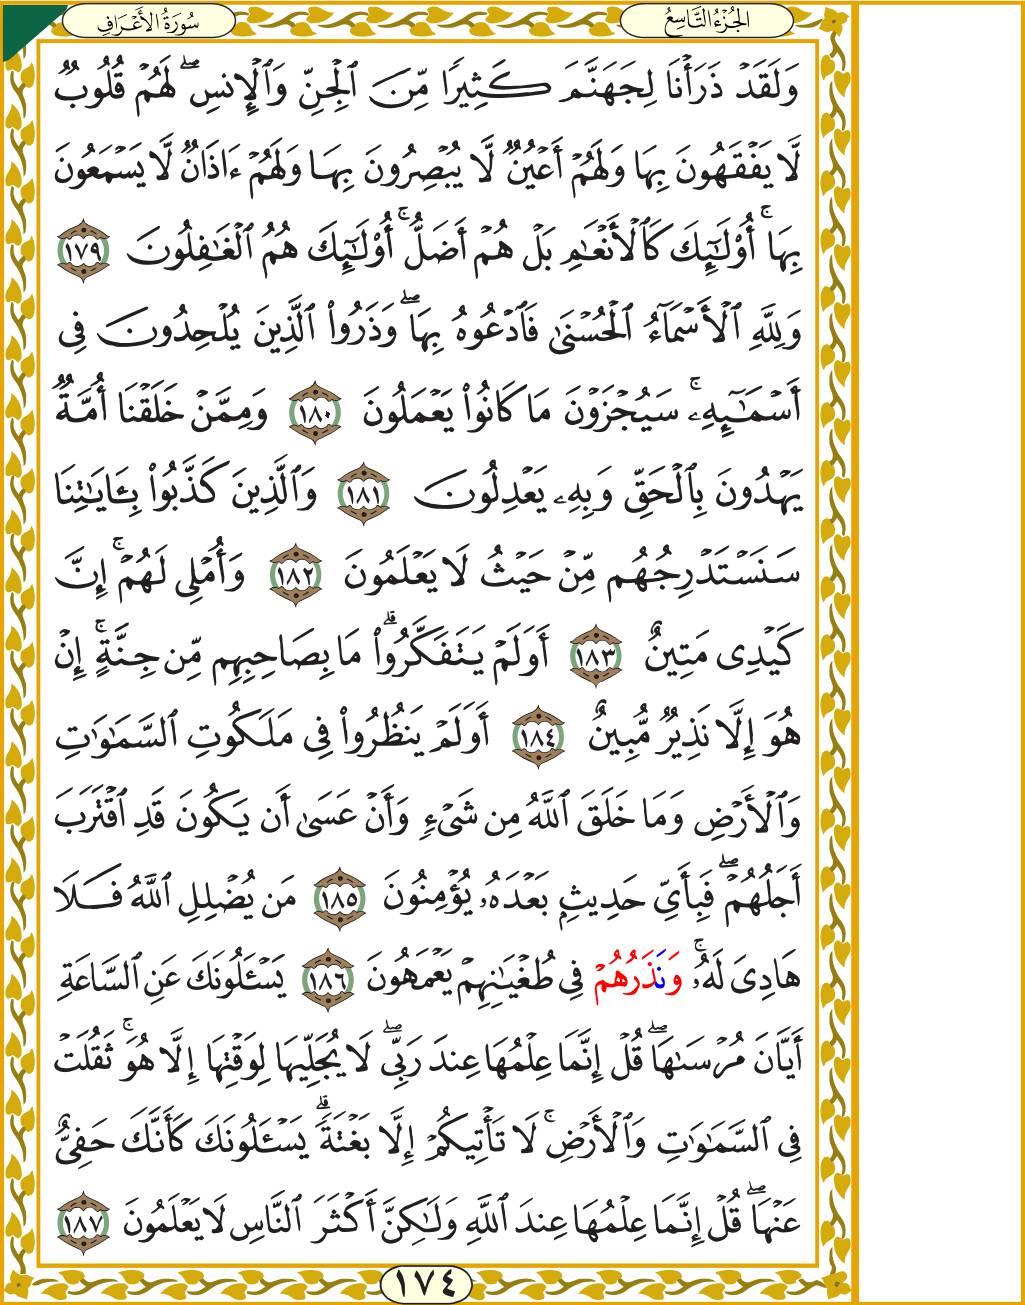 سُورَةُ الأَعْرَافِ
الجُزْءُ التَّاسِعُ
وَلَقَدۡ ذَرَأۡنَا لِجَهَنَّمَ كَثِيرٗا مِّنَ ٱلۡجِنِّ وَٱلۡإِنسِۖ لَهُمۡ قُلُوبٞ
لَّا يَفۡقَهُونَ بِهَا وَلَهُمۡ أَعۡيُنٞ لَّا يُبۡصِرُونَ بِهَا وَلَهُمۡ ءَاذَانٞ لَّا يَسۡمَعُونَ
بِهَاۚ أُوْلَٰٓئِكَ كَٱلۡأَنۡعَٰمِ بَلۡ هُمۡ أَضَلُّۚ أُوْلَٰٓئِكَ هُمُ ٱلۡغَٰفِلُونَ ١٧٩
وَلِلَّهِ ٱلۡأَسۡمَآءُ ٱلۡحُسۡنَىٰ فَٱدۡعُوهُ بِهَاۖ وَذَرُواْ ٱلَّذِينَ يُلۡحِدُونَ فِي
أَسۡمَٰٓئِهِۦۚ سَيُجۡزَوۡنَ مَا كَانُواْ يَعۡمَلُونَ ١٨٠ وَمِمَّنۡ خَلَقۡنَا أُمَّةٞ
يَهۡدُونَ بِٱلۡحَقِّ وَبِهِۦ يَعۡدِلُونَ ١٨١ وَٱلَّذِينَ كَذَّبُواْ بِـَٔايَٰتِنَا
سَنَسۡتَدۡرِجُهُم مِّنۡ حَيۡثُ لَا يَعۡلَمُونَ ١٨٢ وَأُمۡلِي لَهُمۡۚ إِنَّ
كَيۡدِي مَتِينٌ ١٨٣ أَوَلَمۡ يَتَفَكَّرُواْۗ مَا بِصَاحِبِهِم مِّن جِنَّةٍۚ إِنۡ
هُوَ إِلَّا نَذِيرٞ مُّبِينٌ ١٨٤ أَوَلَمۡ يَنظُرُواْ فِي مَلَكُوتِ ٱلسَّمَٰوَٰتِ
وَٱلۡأَرۡضِ وَمَا خَلَقَ ٱللَّهُ مِن شَيۡءٖ وَأَنۡ عَسَىٰ أَن يَكُونَ قَدِ ٱقۡتَرَبَ
أَجَلُهُمۡۖ فَبِأَيِّ حَدِيثِۭ بَعۡدَهُۥ يُؤۡمِنُونَ ١٨٥ مَن يُضۡلِلِ ٱللَّهُ فَلَا
هَادِيَ لَهُۥۚ وَنَذَرُهُمۡ فِي طُغۡيَٰنِهِمۡ يَعۡمَهُونَ ١٨٦ يَسۡـَٔلُونَكَ عَنِ ٱلسَّاعَةِ
أَيَّانَ مُرۡسَىٰهَاۖ قُلۡ إِنَّمَا عِلۡمُهَا عِندَ رَبِّيۖ لَا يُجَلِّيهَا لِوَقۡتِهَا إِلَّا هُوَۚ ثَقُلَتۡ
فِي ٱلسَّمَٰوَٰتِ وَٱلۡأَرۡضِۚ لَا تَأۡتِيكُمۡ إِلَّا بَغۡتَةٗۗ يَسۡـَٔلُونَكَ كَأَنَّكَ حَفِيٌّ
عَنۡهَاۖ قُلۡ إِنَّمَا عِلۡمُهَا عِندَ ٱللَّهِ وَلَٰكِنَّ أَكۡثَرَ ٱلنَّاسِ لَا يَعۡلَمُونَ ١٨٧
١٧٤